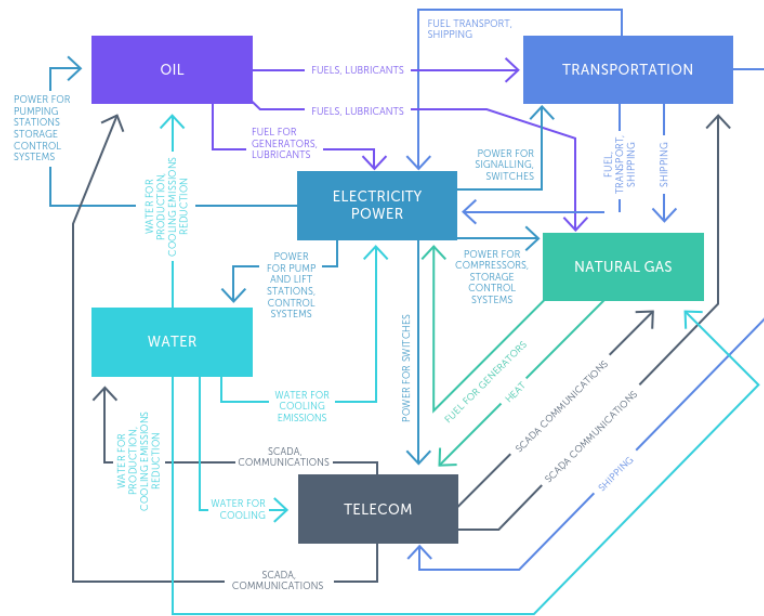 FUEL TRANSPORT,
SHIPPING
OIL
TRANSPORTATION
FUELS, LUBRICANTS
POWER FOR
PUMPING
STATIONS
STORAGE
CONTROL
SYSTEMS
FUELS, LUBRICANTS
FUEL FOR
GENERATORS,
LUBRICANTS
POWER FOR
SIGNALLING,
SWITCHES
FUEL,
TRANSPORT,
SHIPPING
SHIPPING
WATER FOR
PRODUCTION,
COOLING EMISSIONS
REDUCTION
ELECTRICITY
POWER
POWER
FOR PUMP
AND LIFT
STATIONS,
CONTROL
SYSTEMS
POWER FOR
COMPRESSORS,
STORAGE
CONTROL
SYSTEMS
NATURAL GAS
WATER
POWER FOR SWITCHES
FUEL FOR GENERATORS
HEAT
WATER FOR
COOLING
EMISSIONS
SCADA COMMUNICATIONS
SCADA COMMUNICATIONS
SHIPPING
WATER FOR
PRODUCTION,
COOLING EMISSIONS
REDUCTION
SCADA,
COMMUNICATIONS
WATER FOR
COOLING
TELECOM
SCADA,
COMMUNICATIONS